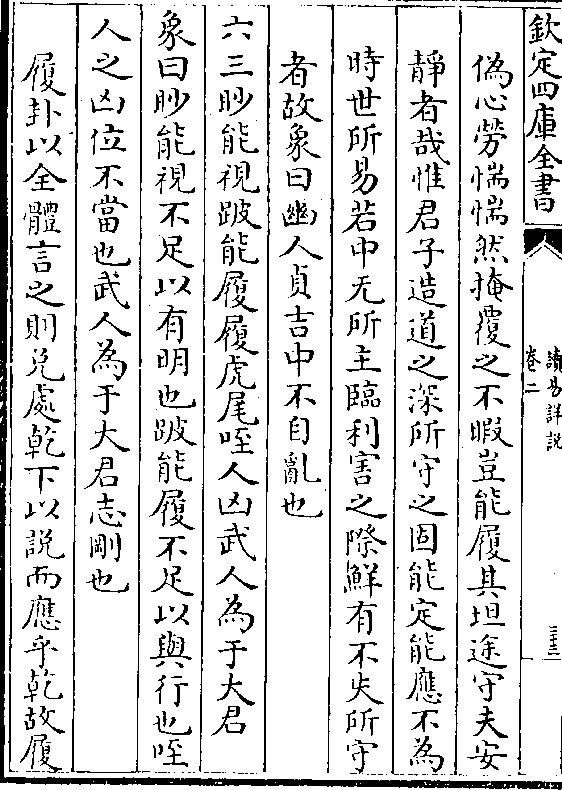 欽定四庫全書
讀易詳說
卷二
三三
偽心勞惴惴然掩覆之不暇豈能履其坦途守夫安
靜者哉惟君子造道之深所守之固能定能應不為
時世所易若中无所主臨利害之際鮮有不失所守
者故象曰幽人貞吉中不自亂也
六三眇能視跛能履履虎尾咥人凶武人為于大君
象曰眇能視不足以有明也跛能履不足以與行也咥
人之凶位不當也武人為于大君志剛也
履卦以全體言之則兌處乾下以說而應乎乾故履